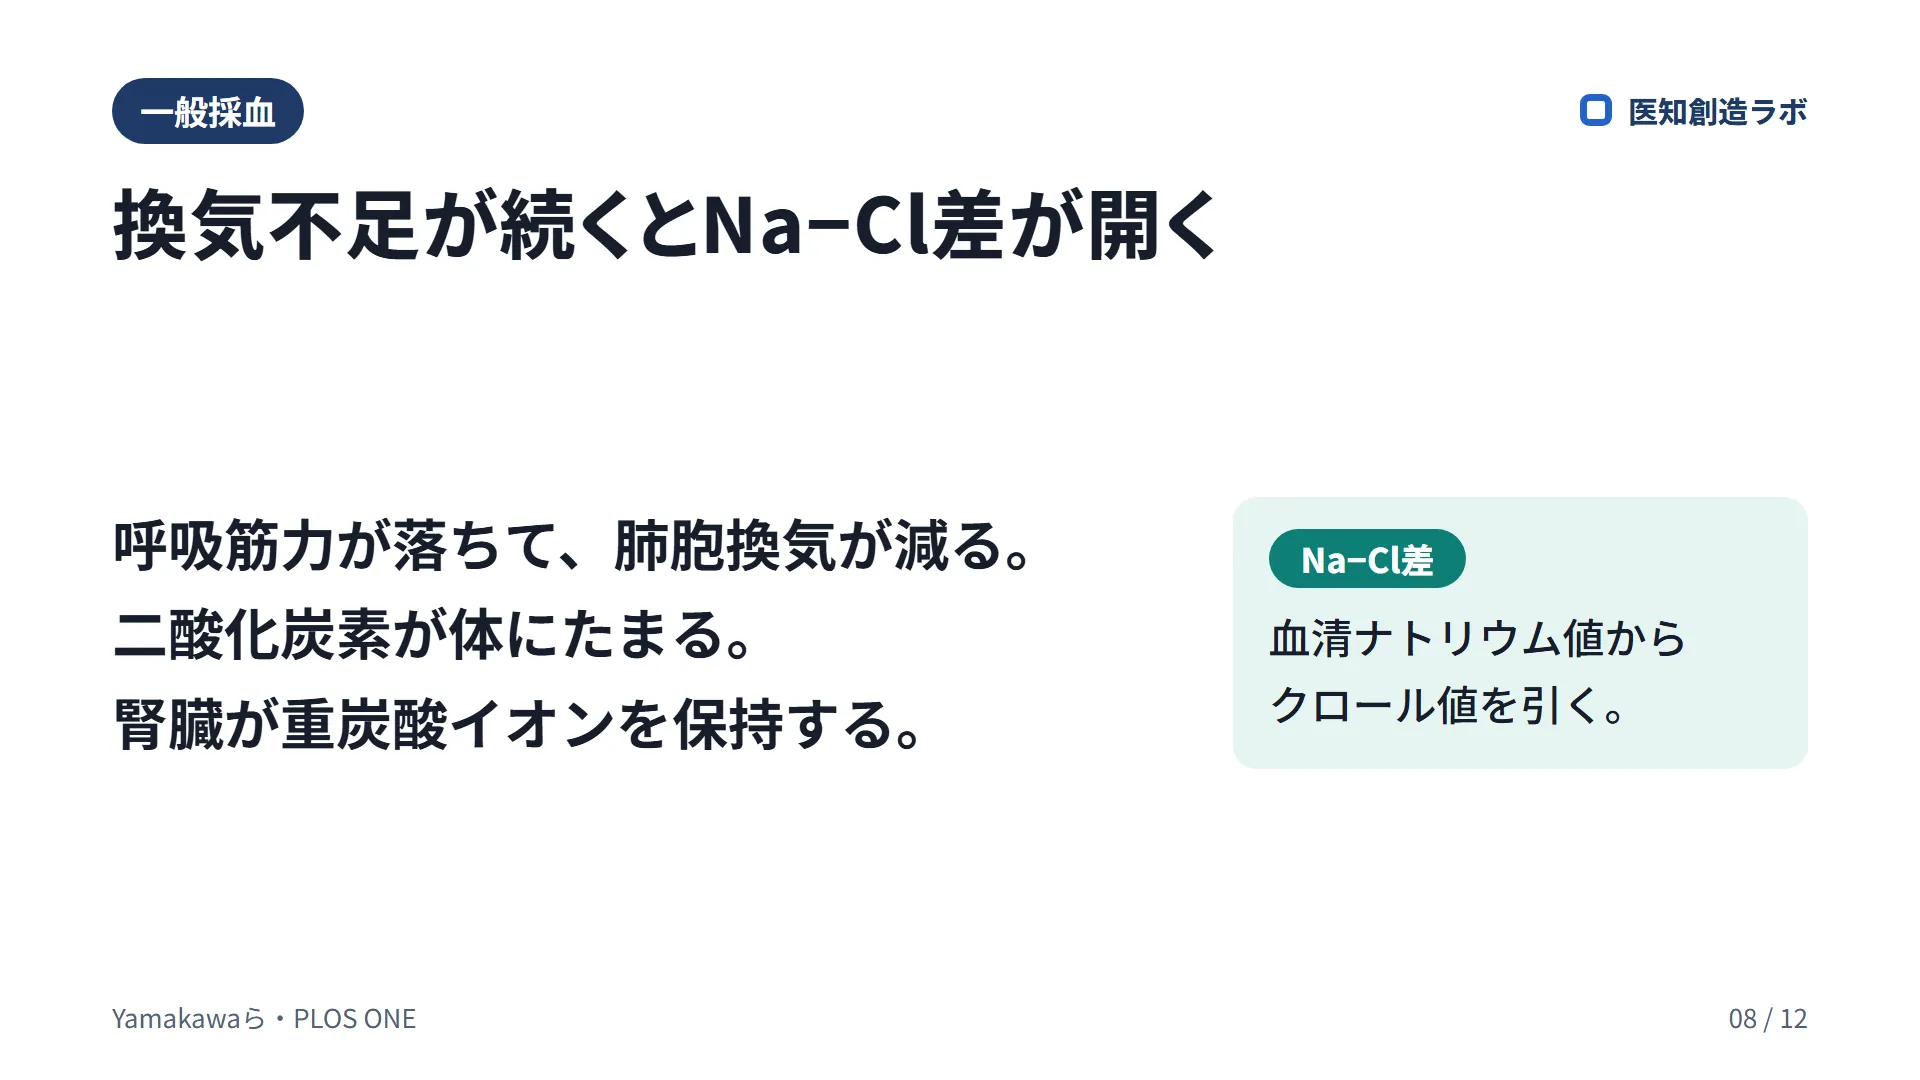 一般採血
医知創造ラボ
換気不足が続くとNa−Cl差が開く
呼吸筋力が落ちて、肺胞換気が減る。
二酸化炭素が体にたまる。
腎臓が重炭酸イオンを保持する。
Na−Cl差
血清ナトリウム値から
クロール値を引く。
Yamakawaら・PLOS ONE
08 / 12